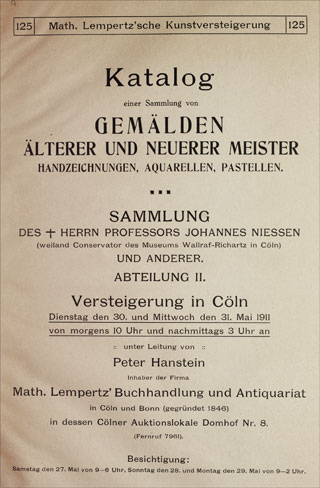 125 Math. Lempertz'sche Kunstversteigerung 125
Katalog
einer Sammlung von
GEMÄLDEN
ÄLTERER UND NEUERER MEISTER
HANDZEICHNUNGEN, AQUARELLEN, PASTELLEN.
SAMMLUNG
DES ✝ HERRN PROFESSORS JOHANNES NIESSEN
(weiland Conservator des Museums Wallraf-Richartz in Cöln)
UND ANDERER.
ABTEILUNG II.
Versteigerung in Cöln
Dienstag den 30. und Mittwoch den 31. Mai 1911
von morgens 10 Uhr und nachmittags 3 Uhr an
:: unter Leitung von ::
Peter Hanstein
Inhaber der Firma
Math. Lempertz' Buchhandlung und Antiquariat
in Cöln und Bonn (gegründet 1846)
in dessen Cölner Auktionslokale Domhof Nr. 8.
(Fernruf 7951).
Besichtigung:
Samstag den 27. Mai von 9–6 Uhr, Sonntag den 28. und Montag den 29. Mai von 9–2 Uhr.